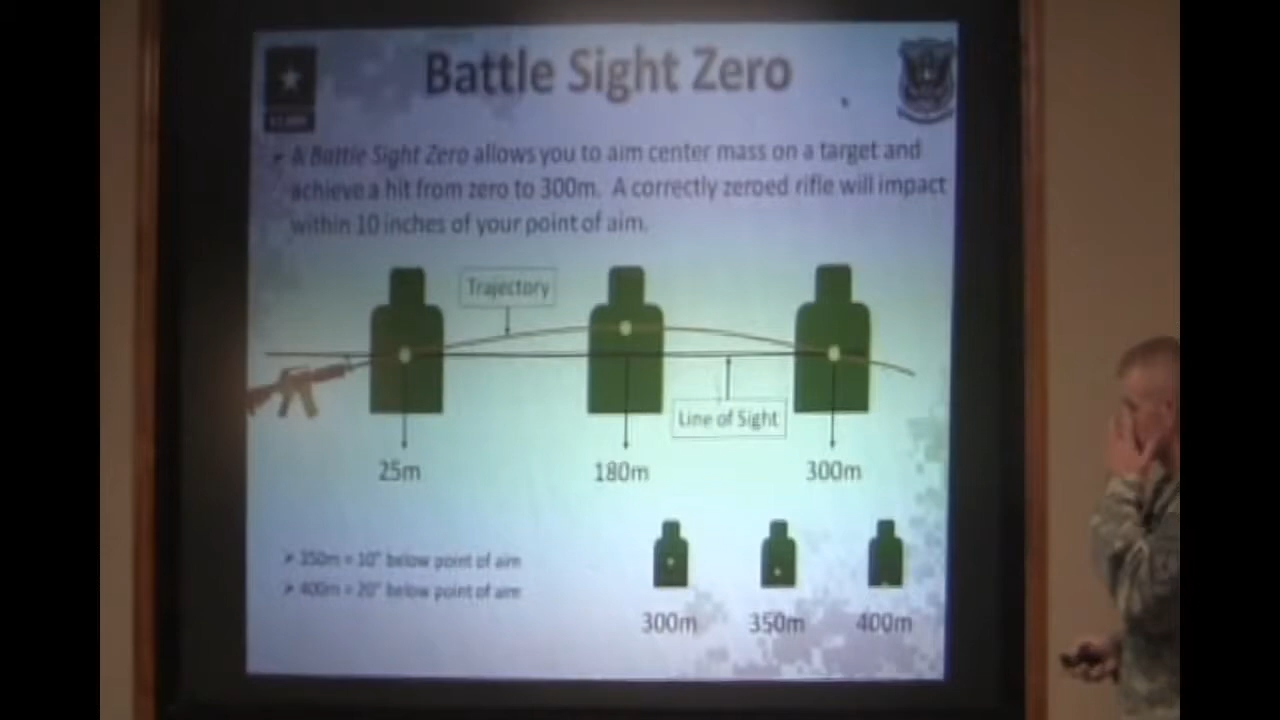 Battle Sight Zero
A Battle Sight Zero allows you to aim center mass on a target and
achieve a hit from zero to 300m. A correctly zeroed rifle will impact
within 10 inches of your point of aim.
Trajectory
Line of Sight
25m
180m
300m
350m = 10" below point of aim
400m = 20" below point of aim
300m
350m
400m